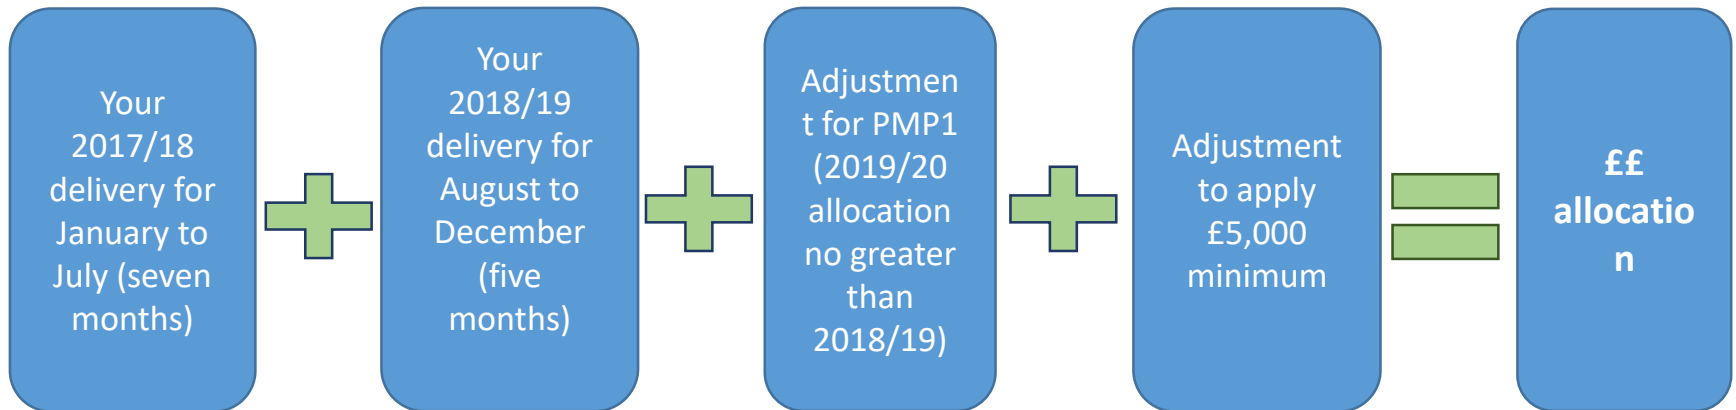 Your
2017/18
delivery for
January to
July (seven
months)
Your
2018/19
delivery for
August to
December
(five
months)
Adjustmen
t for PMP1
(2019/20
allocation
no greater
than
2018/19)
Adjustment
to apply
£5,000
minimum
££
allocatio
n